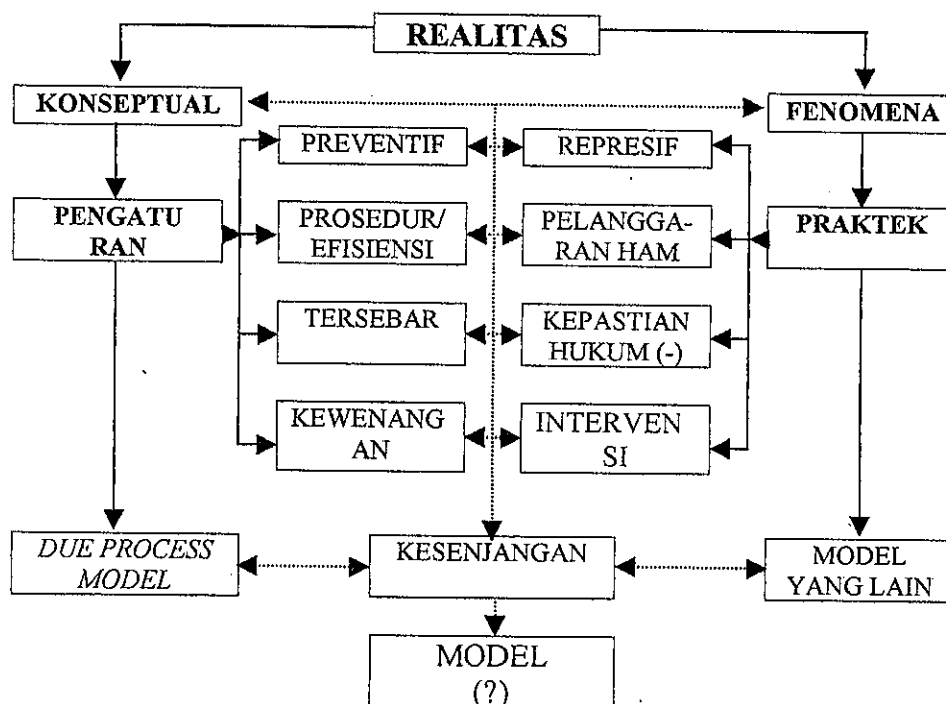 REALITAS
KONSEPTUAL
FENOMENA
PREVENTIF
REPRESIF
PENGATU
RAN
PROSEDUR/
EFISIENSI
PELANGGA-
RAN HAM
PRAKTEK
TERSEBAR
KEPASTIAN
HUKUM (-)
KEWENANG
AN
INTERVEN
SI
DUE PROCESS
MODEL
KESENJANGAN
MODEL
YANG LAIN
MODEL
(?)